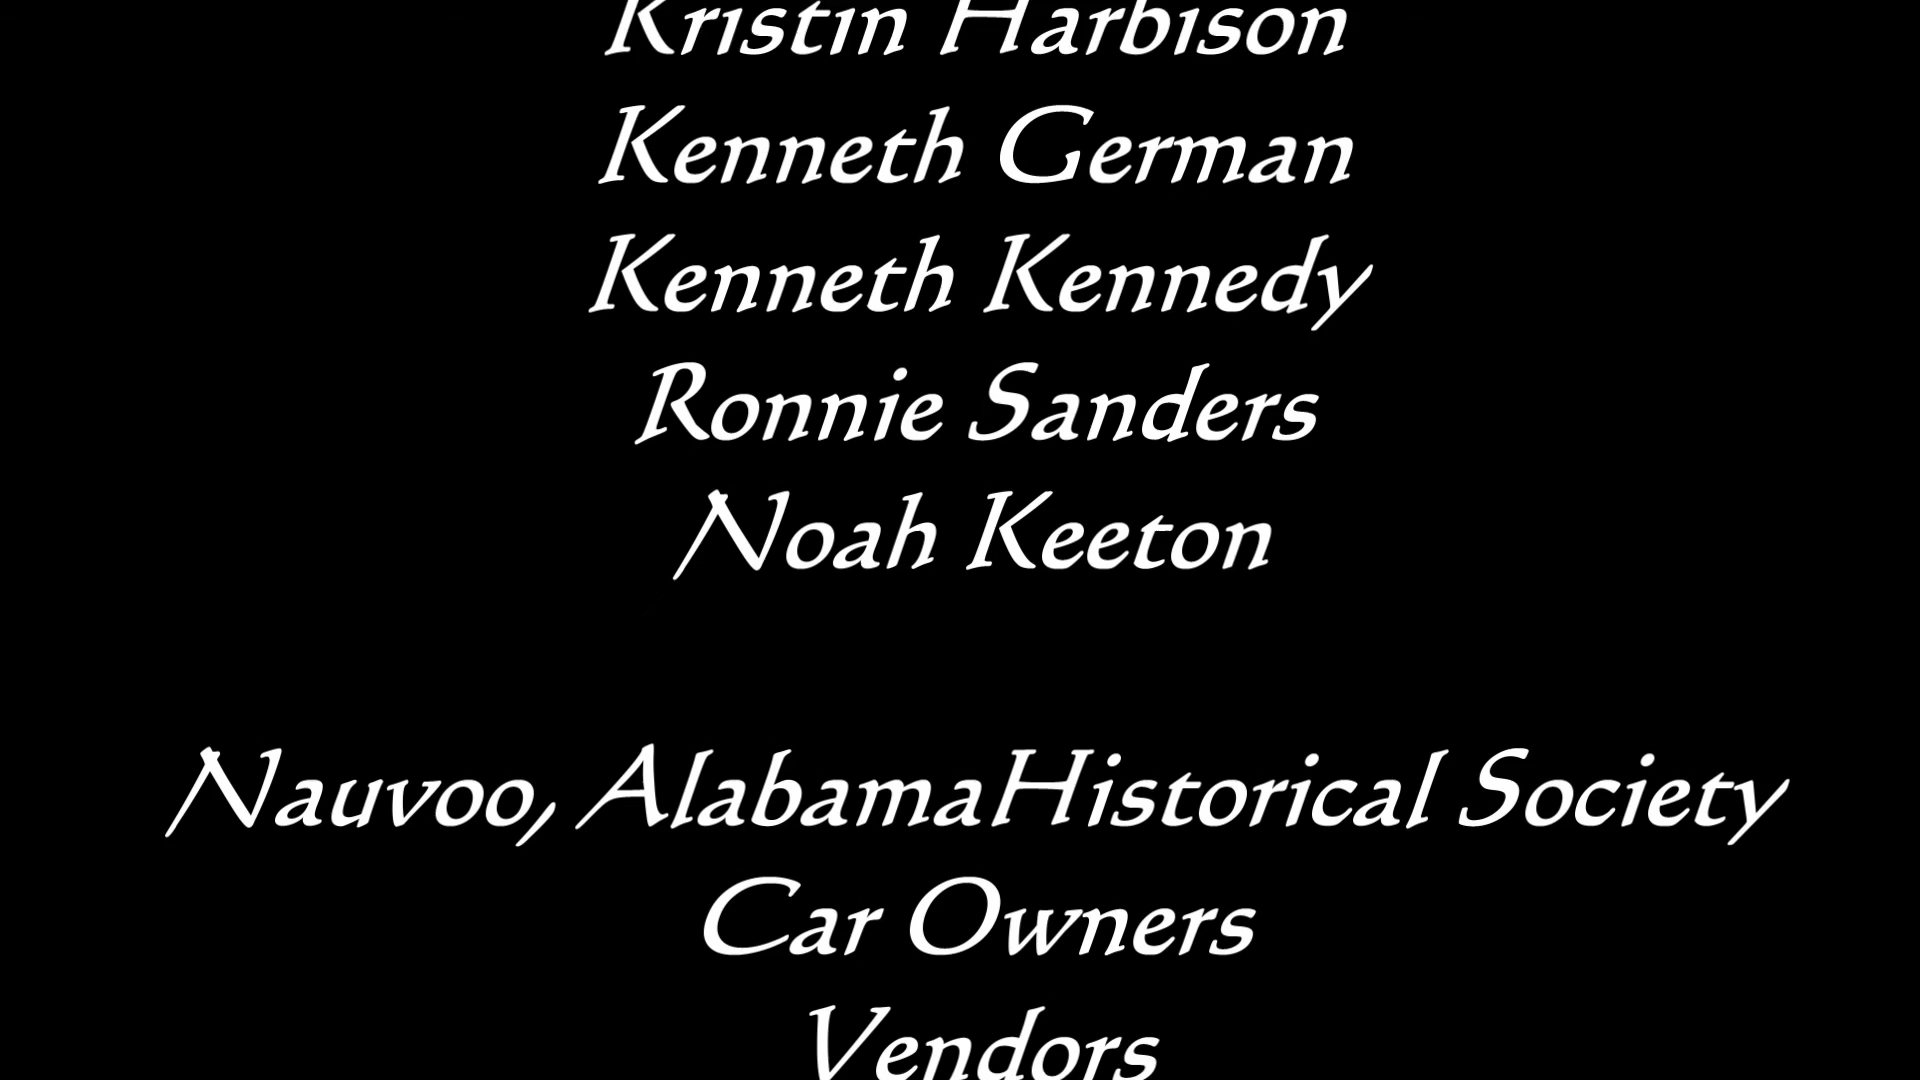 Kristin Harbison
Kenneth German
Kenneth Kennedy
Ronnie Sanders
Noah Keeton
Nauvoo, AlabamaHistorical Society
Car Owners
Vendors